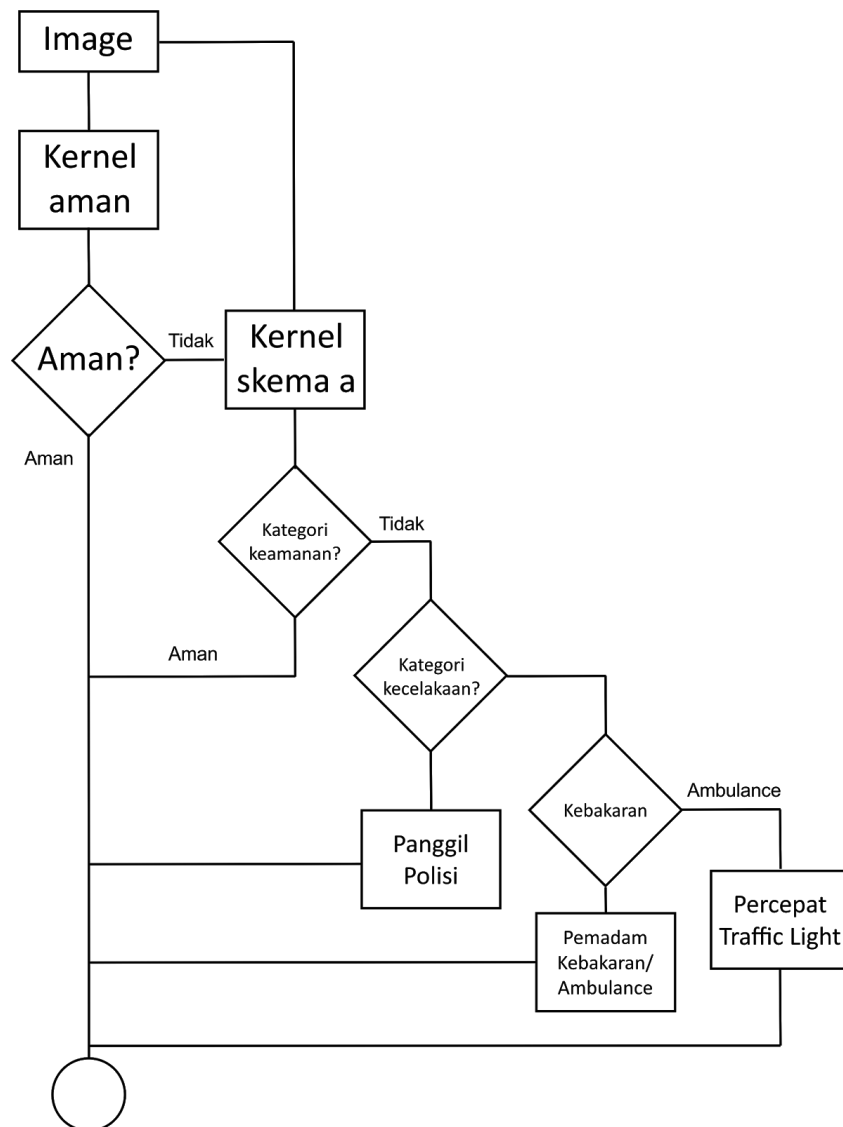 Image
Kernel
aman
Aman?
Tidak
Kernel
skema a
Aman
Kategori
keamanan?
Tidak
Aman
Kategori
kecelakaan?
Kebakaran
Ambulance
Panggil
Polisi
Percepat
Traffic Light
Pemadam
Kebakaran/
Ambulance